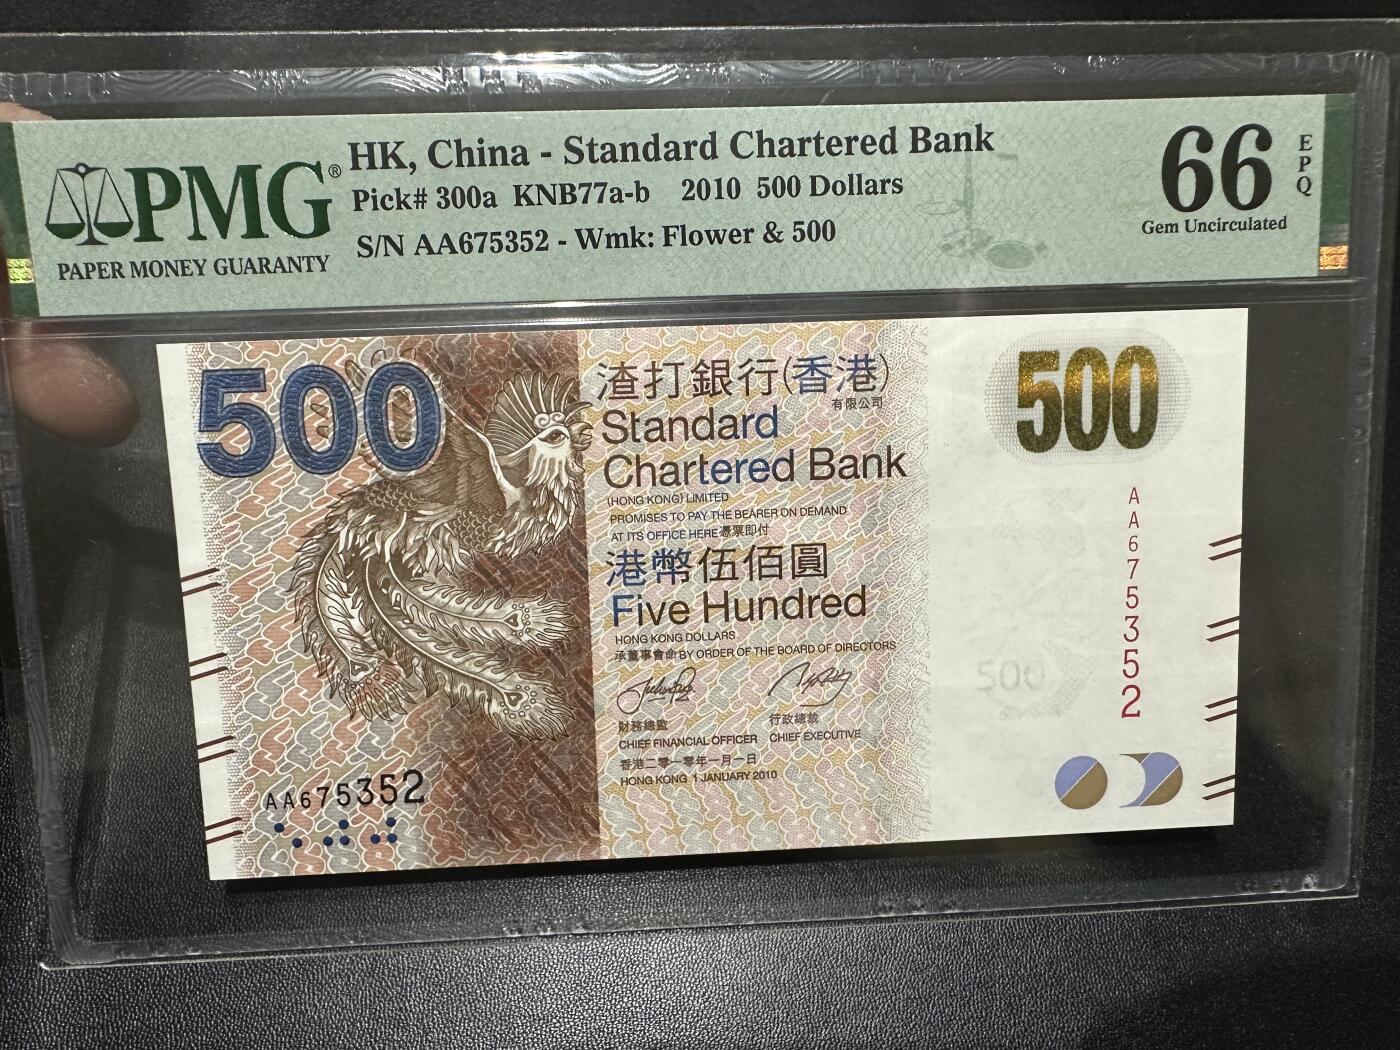 PMG®
PAPER MONEY GUARANTY
HK, China - Standard Chartered Bank
Pick# 300a KNB77a-b 2010 500 Dollars
S/N AA675352 - Wmk: Flower & 500
66
EPQ
Gem Uncirculated
500
渣打銀行(香港)
有限公司
Standard
Chartered Bank
(HONG KONG) LIMITED
PROMISES TO PAY THE BEARER ON DEMAND
AT ITS OFFICE HERE 憑票即付
港幣伍佰圓
Five Hundred
HONG KONG DOLLARS
承董事會命 BY ORDER OF THE BOARD OF DIRECTORS
財務總監
CHIEF FINANCIAL OFFICER
行政總裁
CHIEF EXECUTIVE
香港二零一零年一月一日
HONG KONG 1 JANUARY 2010
AA675352
500
AA675352
500